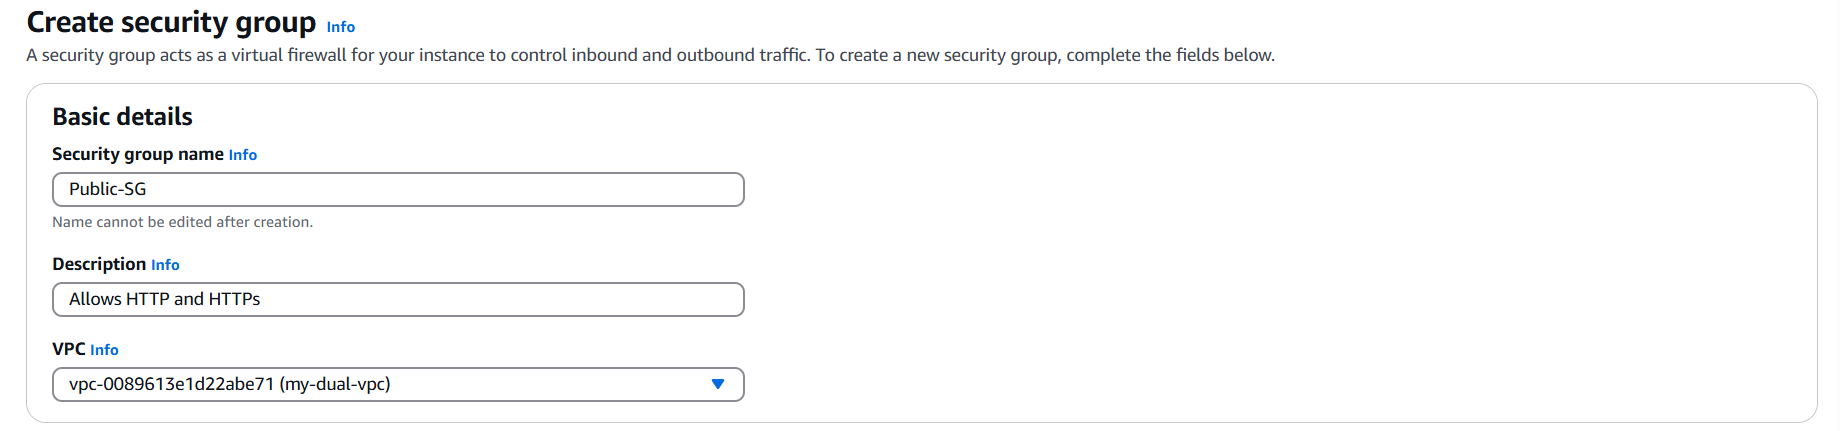 Create security group Info
A security group acts as a virtual firewall for your instance to control inbound and outbound traffic. To create a new security group, complete the fields below.
Basic details
Security group name Info
Public-SG
Name cannot be edited after creation.
Description Info
Allows HTTP and HTTPs
VPC Info
vpc-0089613e1d22abe71 (my-dual-vpc)